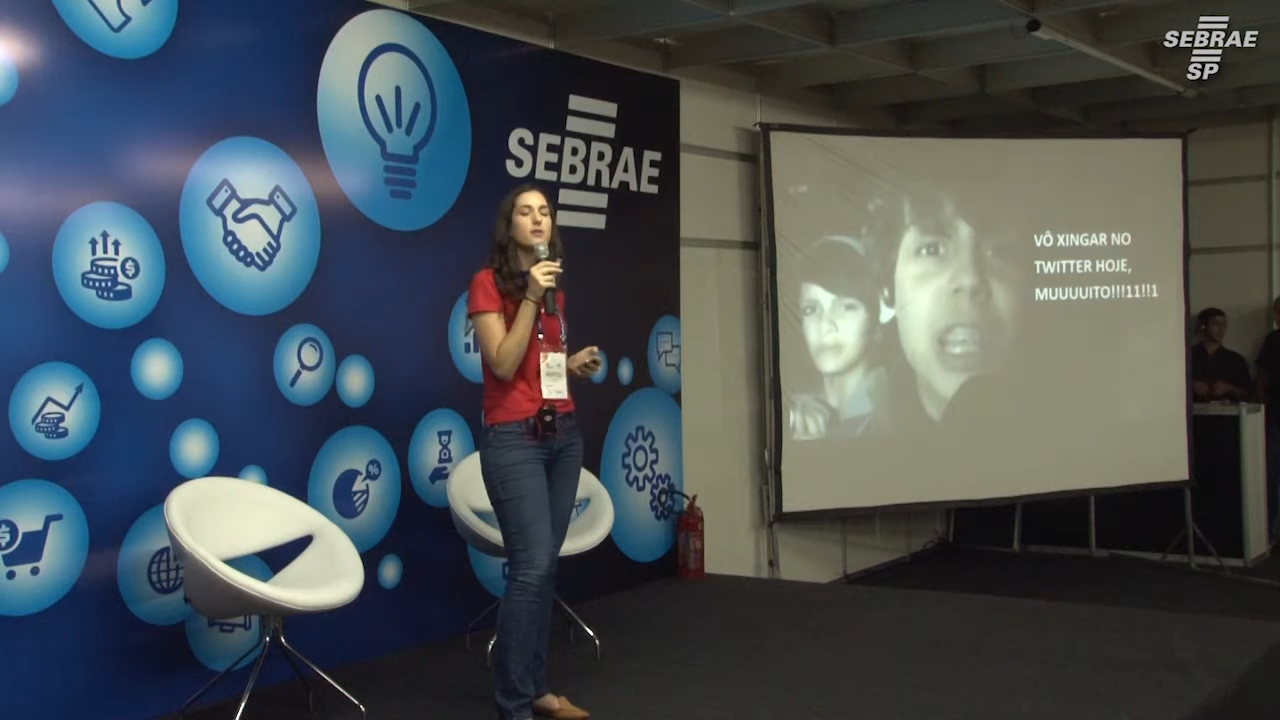 SEBRAE
SP
SEBRAE
VÔ XINGAR NO
TWITTER HOJE,
MUUUUITO!!!11!!1
$
%
$